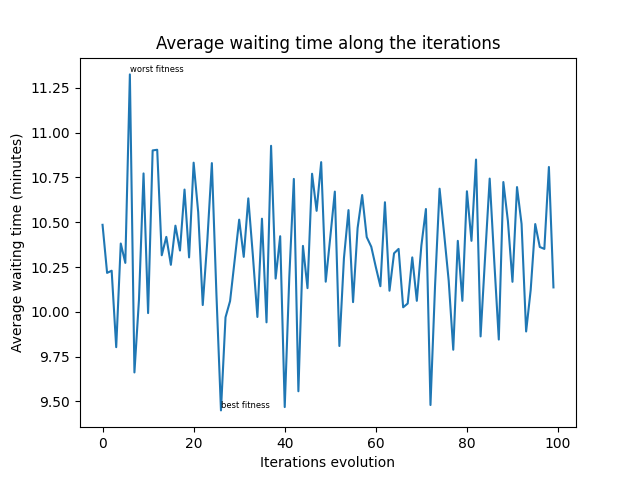 Average waiting time along the iterations
worst fitness
11.25
11.00
10.75
10.50
10.25
10.00
9.75
9.50
best fitness
Average waiting time (minutes)
0 20 40 60 80 100
Iterations evolution